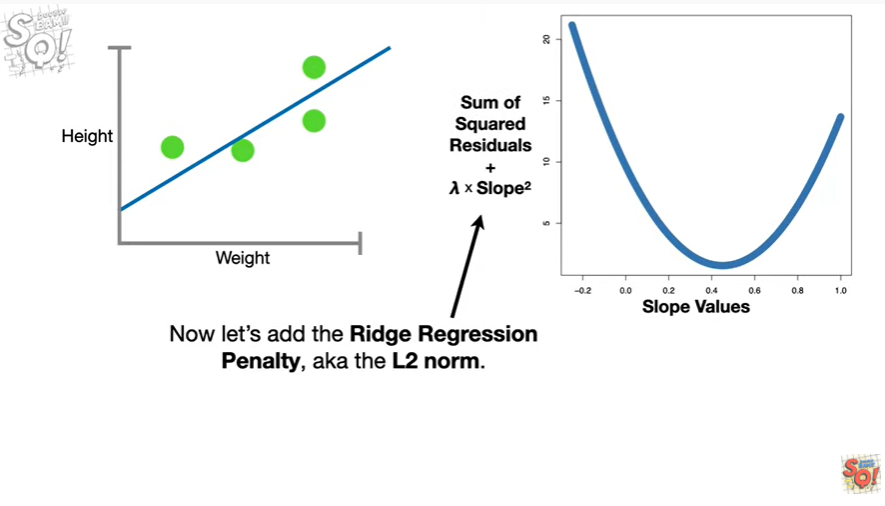 Height
Weight
Sum of
Squared
Residuals
+
λ x Slope²
20
15
10
5
−0.2 0.0 0.2 0.4 0.6 0.8 1.0
Slope Values
Now let’s add the Ridge Regression
Penalty, aka the L2 norm.
SQ!